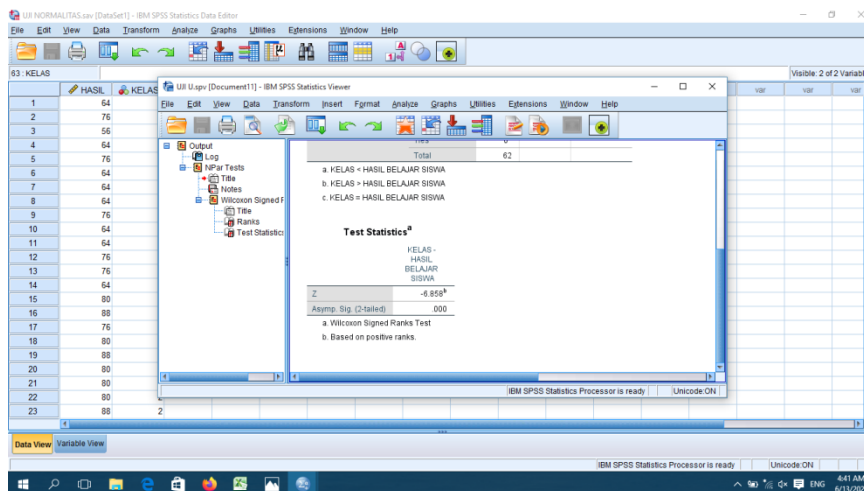 UJI NORMALITAS.sav [DataSet1] - IBM SPSS Statistics Data Editor
File Edit View Data Transform Analyze Graphs Utilities Extensions Window Help
63 : KELAS
Visible: 2 of 2 Variabl
HASIL KELAS var var var
1 64
2 76
3 56
4 64
5 76
6 64
7 64
8 64
9 76
10 64
11 64
12 76
13 76
14 64
15 80
16 88
17 76
18 80
19 88
20 80
21 80
22 80
23 88 2
UJI U.spv [Document11] - IBM SPSS Statistics Viewer
File Edit View Data Transform Insert Format Analyze Graphs Utilities Extensions Window Help
Output
Log
NPar Tests
Title
Notes
Wilcoxon Signed F
Title
Ranks
Test Statistics
Ties 0
Total 62
a. KELAS < HASIL BELAJAR SISWA
b. KELAS > HASIL BELAJAR SISWA
c. KELAS = HASIL BELAJAR SISWA
Test Statisticsa
KELAS -
HASIL
BELAJAR
SISWA
Z -6.858b
Asymp. Sig. (2-tailed) .000
a. Wilcoxon Signed Ranks Test
b. Based on positive ranks.
IBM SPSS Statistics Processor is ready Unicode:ON
Data View Variable View
IBM SPSS Statistics Processor is ready Unicode:ON
ENG
4:41 AM